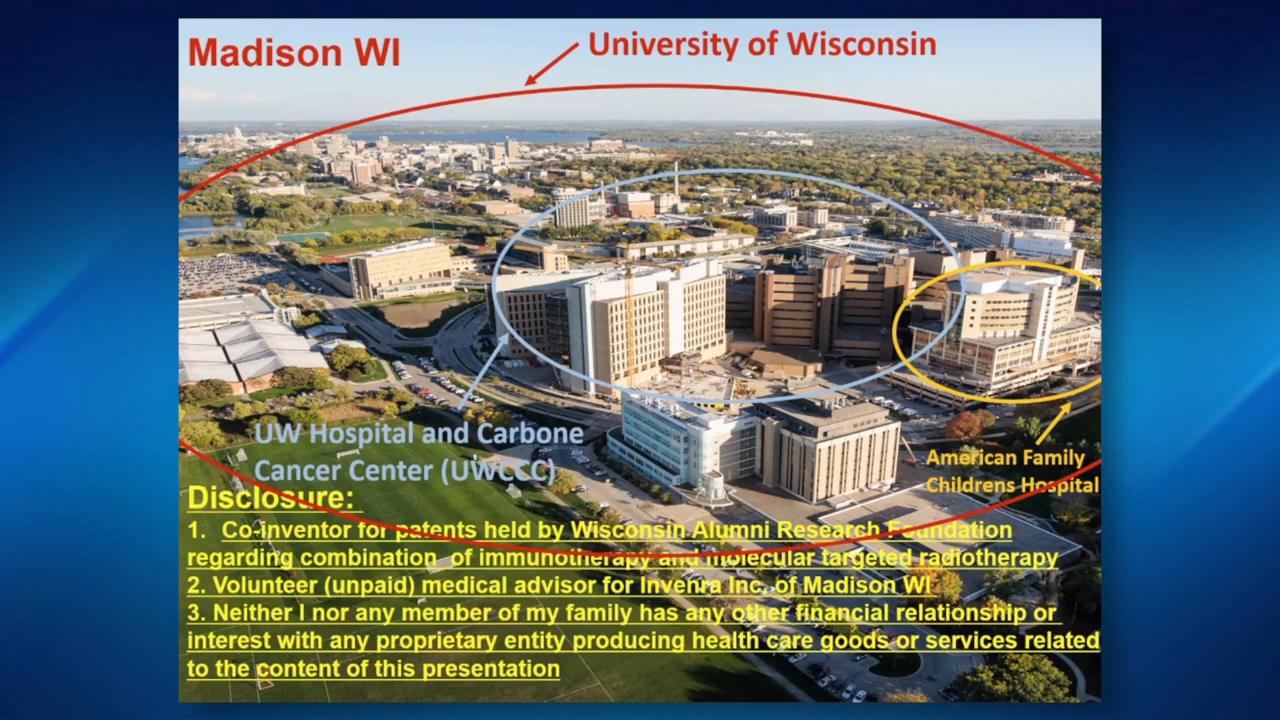 Madison WI
University of Wisconsin
UW Hospital and Carbone
Cancer Center (UWCCC)
American Family
Childrens Hospital
Disclosure:
1. Co-inventor for patents held by Wisconsin Alumni Research Foundation
regarding combination of immunotherapy and molecular targeted radiotherapy
2. Volunteer (unpaid) medical advisor for Invenra Inc. of Madison WI
3. Neither I nor any member of my family has any other financial relationship or
interest with any proprietary entity producing health care goods or services related
to the content of this presentation